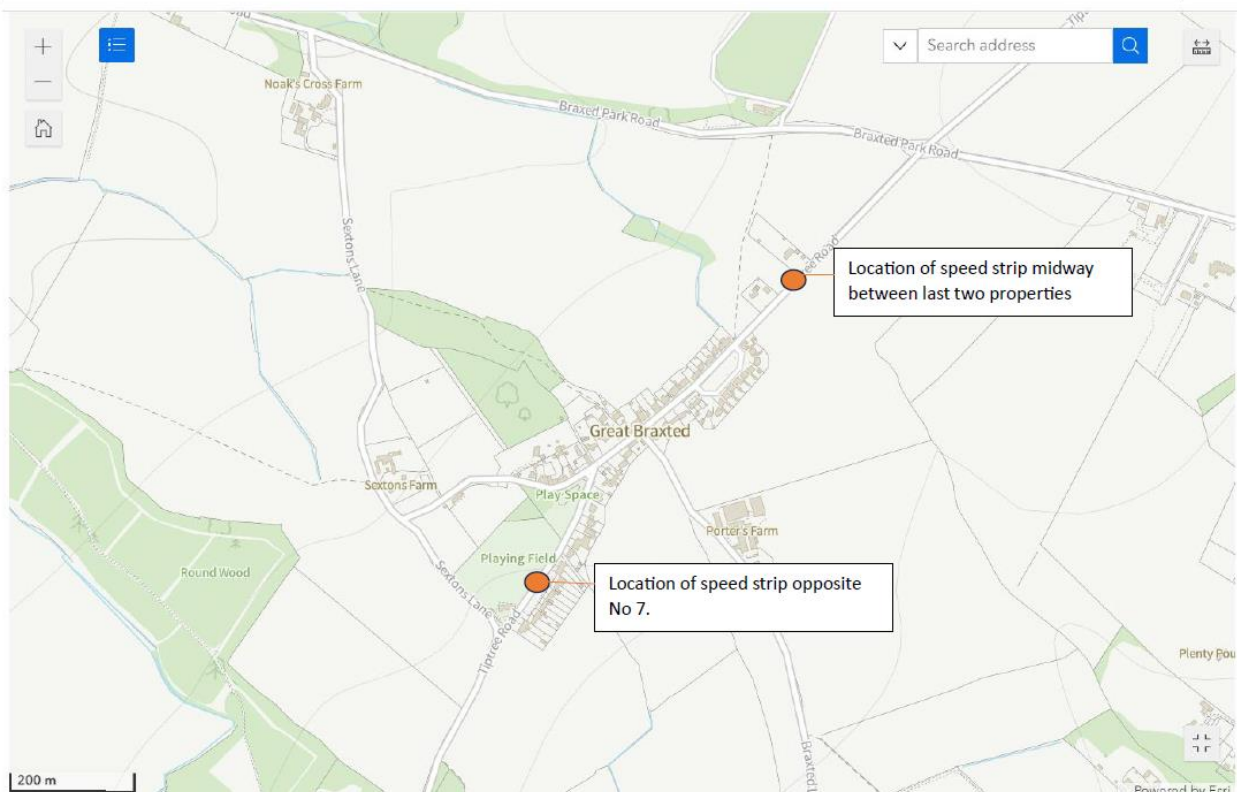 Search address
Noak's Cross Farm
Braxed Park Road
Braxted Park Road
Sextons Lane
Location of speed strip midway
between last two properties
Great Braxted
Sextons Farm
Play Space
Porter's Farm
Playing Field
Round Wood
Sextons Lane
Location of speed strip opposite
No 7.
Tiptree Road
Plenty
200 m
Powered by Esri